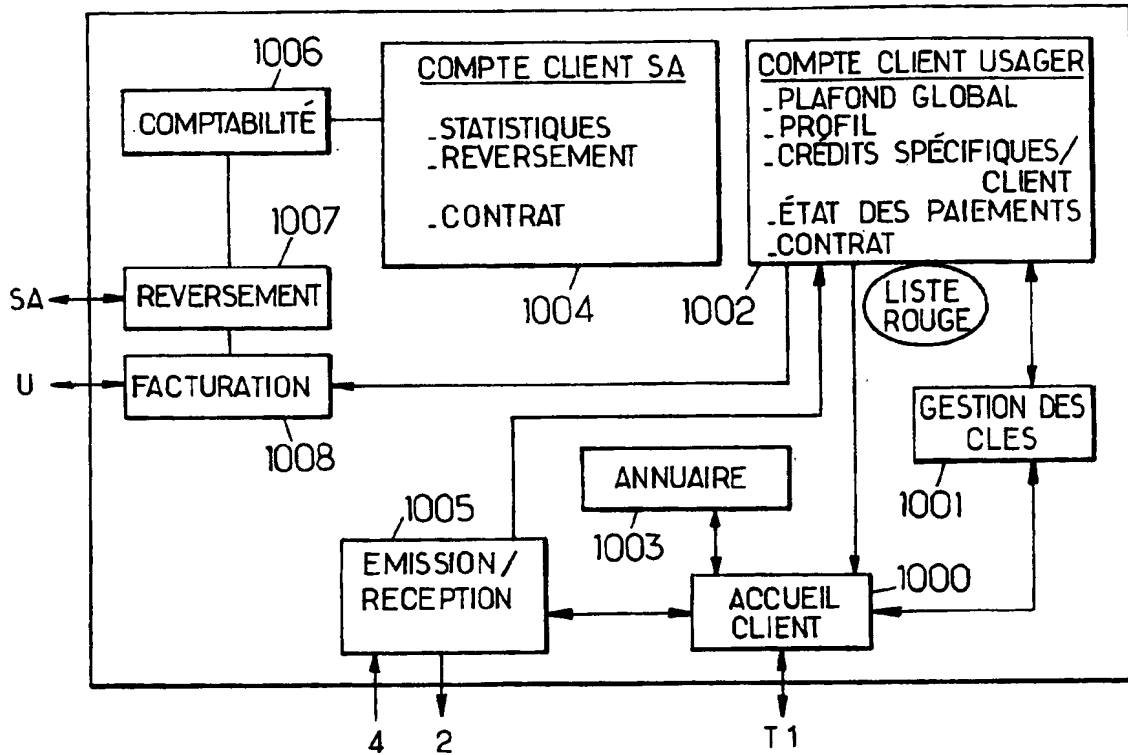 1006
COMPTABILITÉ
COMPTE CLIENT SA
_STATISTIQUES
_REVERSEMENT
_CONTRAT
1004
COMPTE CLIENT USAGER
_PLAFOND GLOBAL
_PROFIL
_CRÉDITS SPÉCIFIQUES/
CLIENT
_ÉTAT DES PAIEMENTS
_CONTRAT
1002
LISTE
ROUGE
1007
SA
REVERSEMENT
U
FACTURATION
1008
GESTION DES
CLES
1001
ANNUAIRE
1003
1005
EMISSION/
RECEPTION
1000
ACCUEIL
CLIENT
4
2
T1